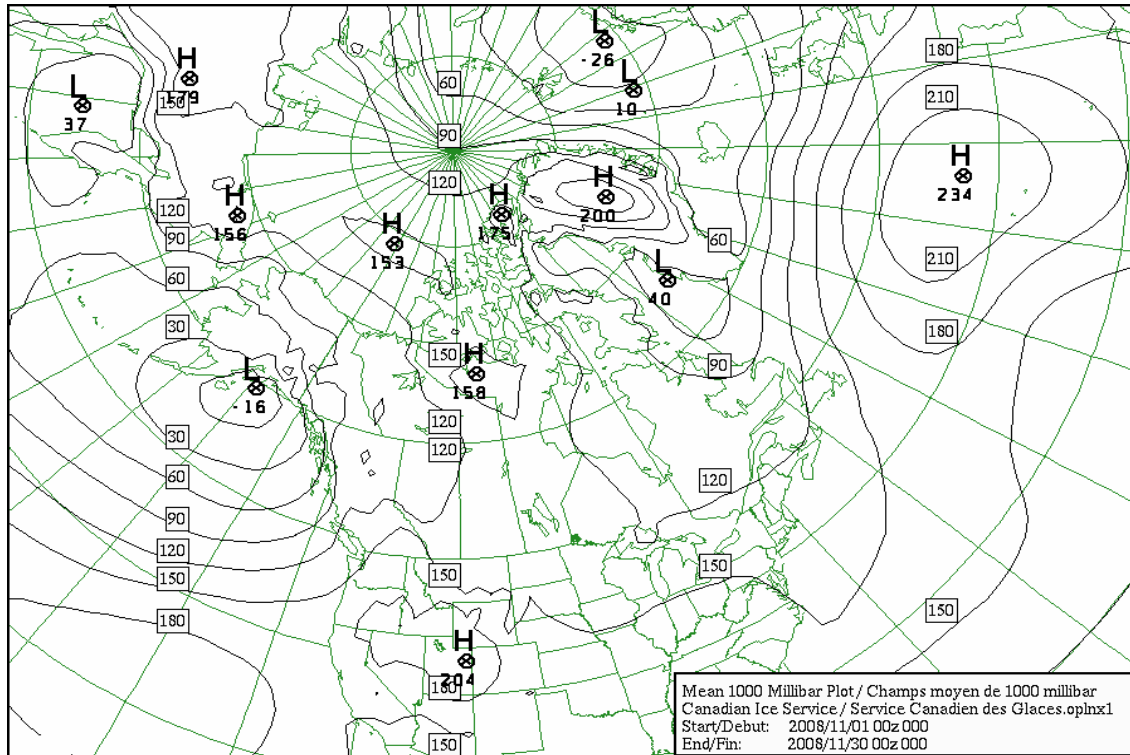 L
-26
H
179
L
10
180
60
L
37
150
210
90
H
234
H
200
120
H
175
H
156
120
H
153
90
60
60
L
40
210
30
180
150
H
158
90
L
-16
120
30
120
60
120
90
120
150
150
150
180
150
H
204
180
150
Mean 1000 Millibar Plot / Champs moyen de 1000 millibar
Canadian Ice Service / Service Canadien des Glaces.oplnx1
Start/Debut: 2008/11/01 00z 000
End/Fin: 2008/11/30 00z 000